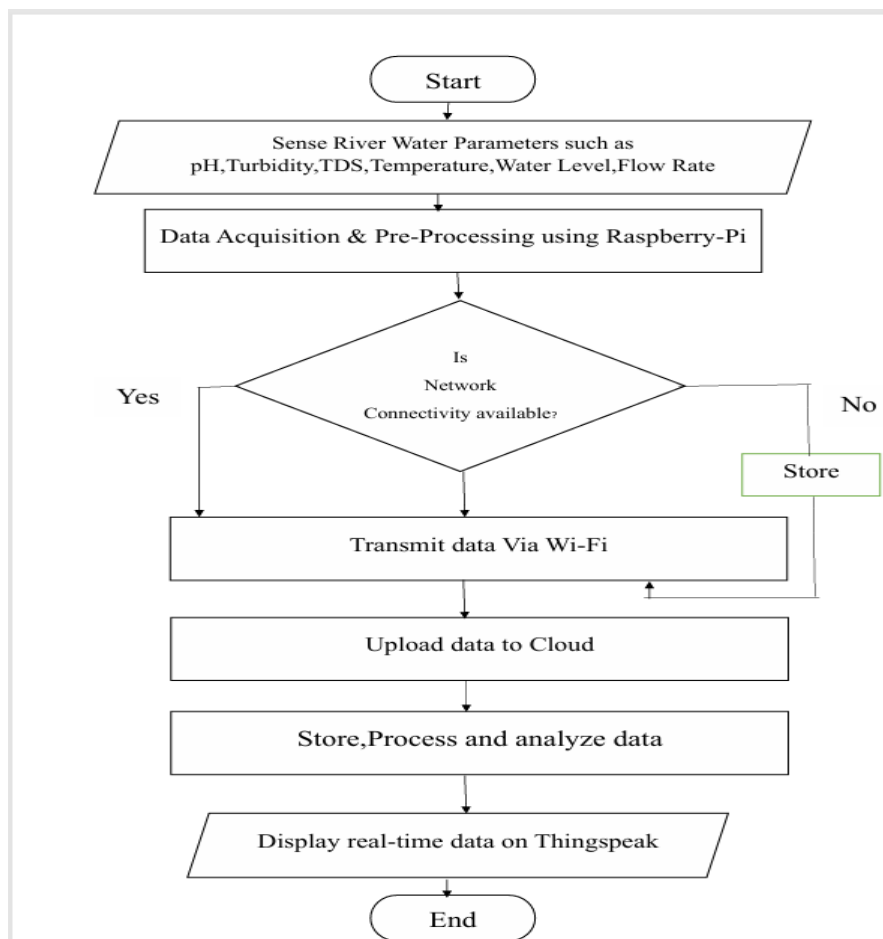 Start
Sense River Water Parameters such as
pH,Turbidity,TDS,Temperature,Water Level,Flow Rate
Data Acquisition & Pre-Processing using Raspberry-Pi
Is
Network
Connectivity available?
Yes
No
Store
Transmit data Via Wi-Fi
Upload data to Cloud
Store,Process and analyze data
Display real-time data on Thingspeak
End